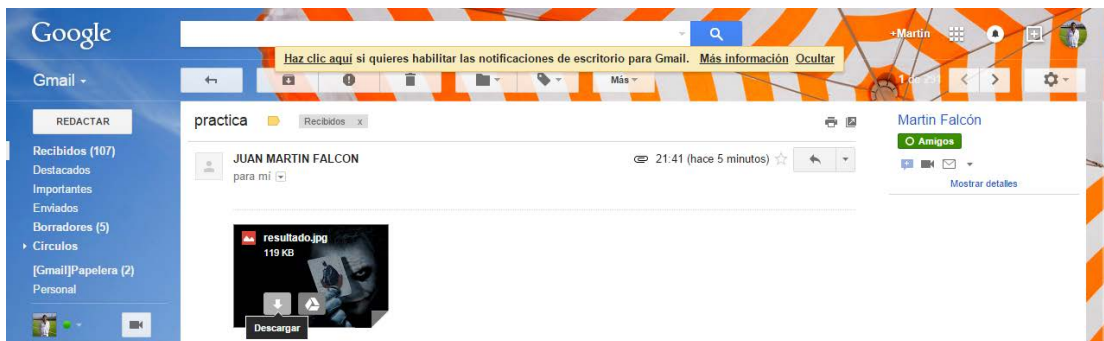 Google
+Martin
Haz clic aquí si quieres habilitar las notificaciones de escritorio para Gmail. Más información Ocultar
Gmail
Más
REDACTAR
practica
Recibidos x
Martin Falcón
Amigos
Recibidos (107)
JUAN MARTIN FALCON
21:41 (hace 5 minutos)
para mí
Destacados
Importantes
Mostrar detalles
Enviados
Borradores (5)
Círculos
resultado.jpg
119 KB
[Gmail]Papelera (2)
Personal
Descargar